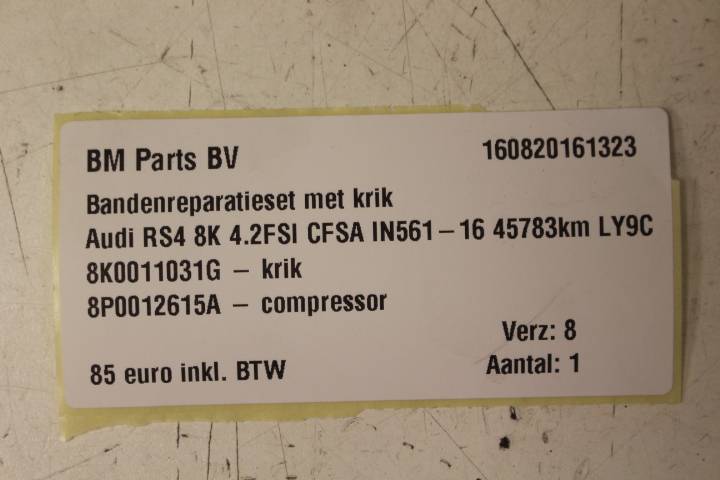 BM Parts BV 160820161323
Bandenreparatieset met krik
Audi RS4 8K 4.2FSI CFSA IN561-16 45783km LY9C
8K0011031G - krik
8P0012615A - compressor
Verz: 8
85 euro inkl. BTW Aantal: 1